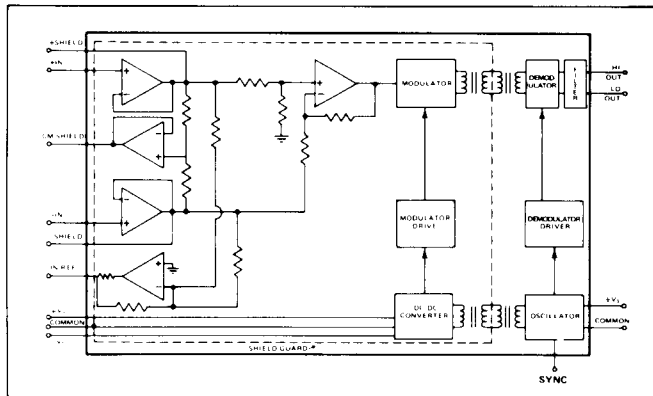 +SHIELD
+IN
CM SHIELD
-IN
-SHIELD
IN REF
COMMON
MODULATOR
DEMOD
ULATOR
FILTER
HI
OUT
LO
OUT
MODULATOR
DRIVE
DEMODULATOR
DRIVER
DC DC
CONVERTER
OSCILLATOR
COMMON
SHIELD GUARD
SYNC